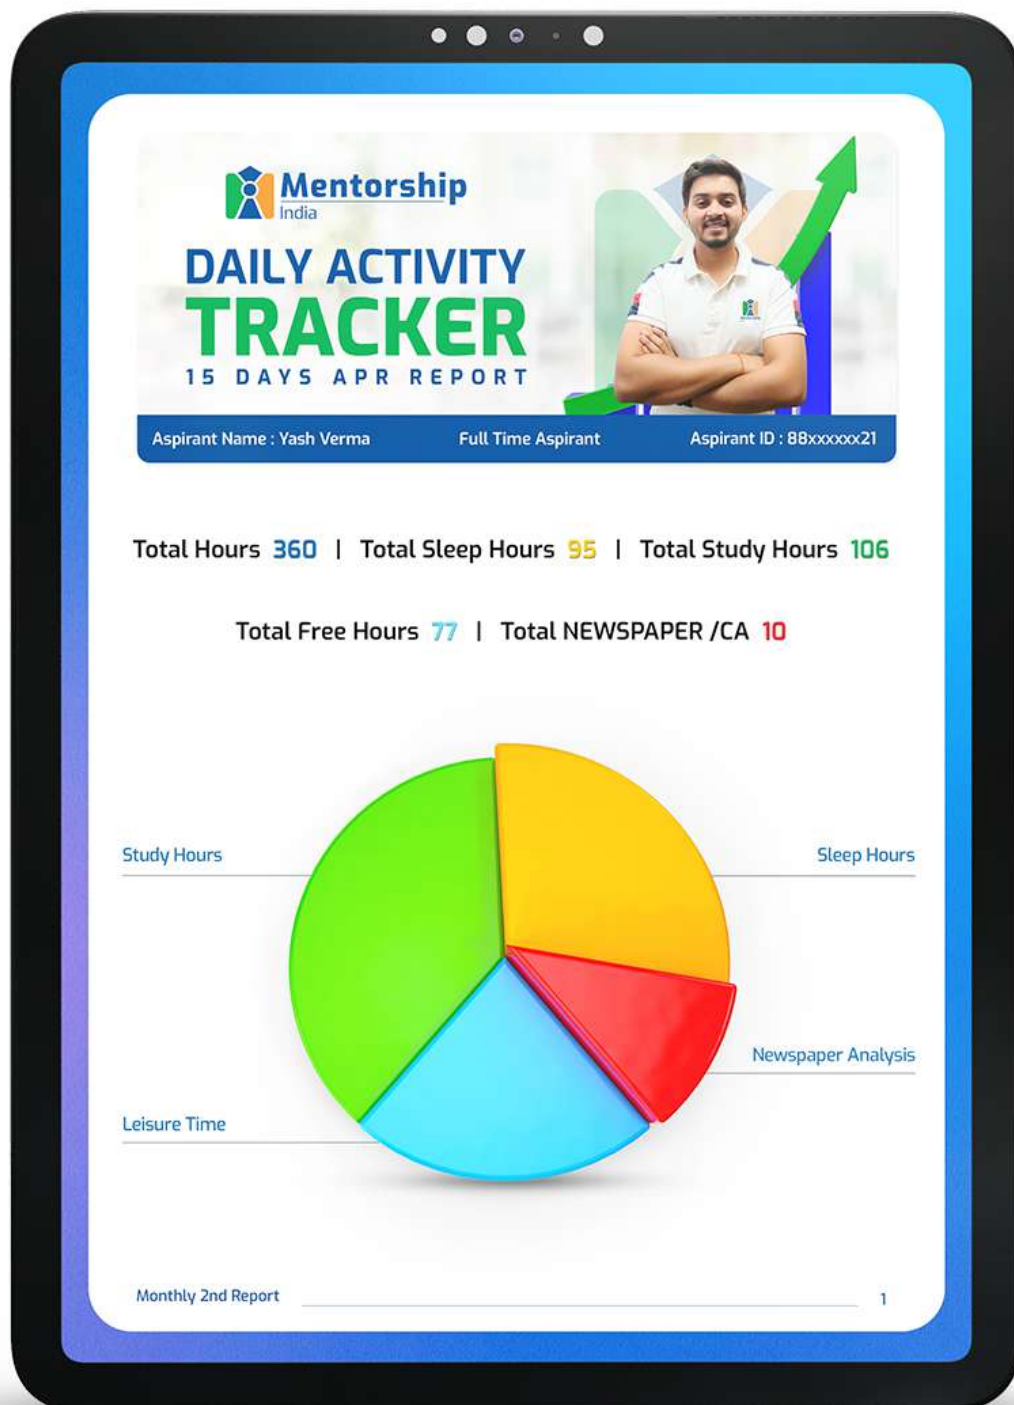 Mentorship
India
DAILY ACTIVITY
TRACKER
15 DAYS APR REPORT
Aspirant Name : Yash Verma Full Time Aspirant Aspirant ID : 88xxxxxx21
Total Hours 360 | Total Sleep Hours 95 | Total Study Hours 106
Total Free Hours 77 | Total NEWSPAPER /CA 10
Study Hours
Sleep Hours
Newspaper Analysis
Leisure Time
Monthly 2nd Report 1